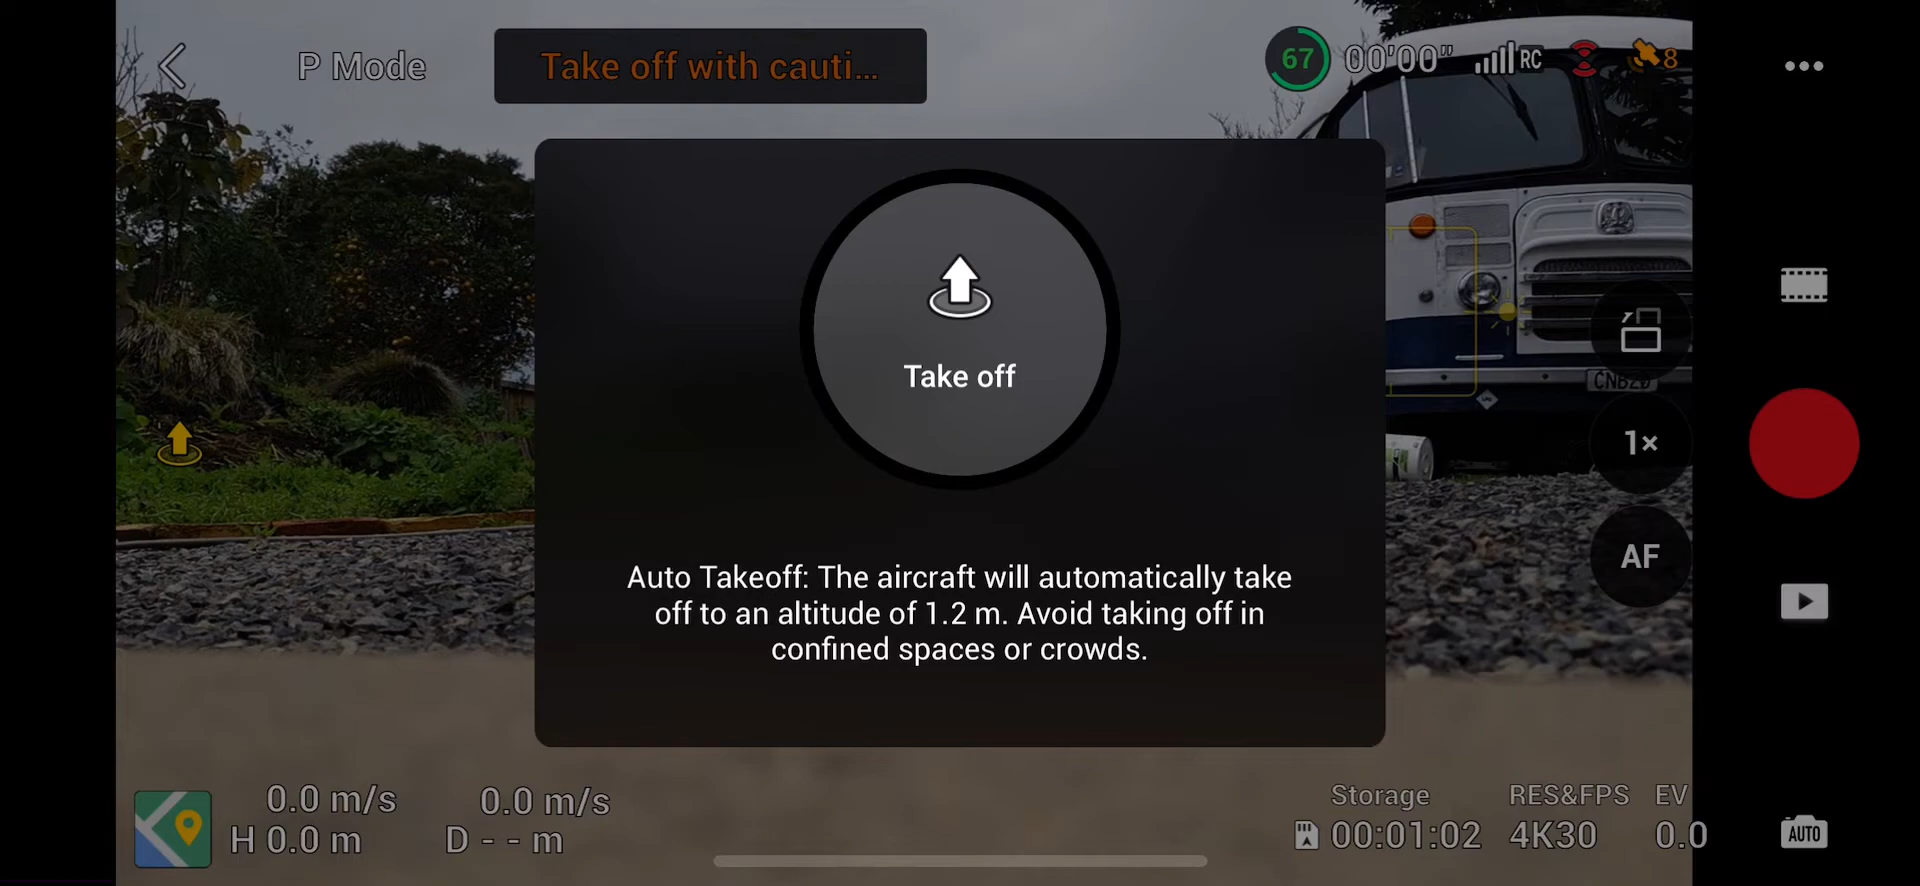 P Mode
Take off with cauti...
67
00'00"
RC
8
Take off
Auto Takeoff: The aircraft will automatically take
off to an altitude of 1.2 m. Avoid taking off in
confined spaces or crowds.
1×
AF
0.0 m/s
0.0 m/s
H 0.0 m
D - - m
Storage
00:01:02
RES&FPS
4K30
EV
0.0
AUTO